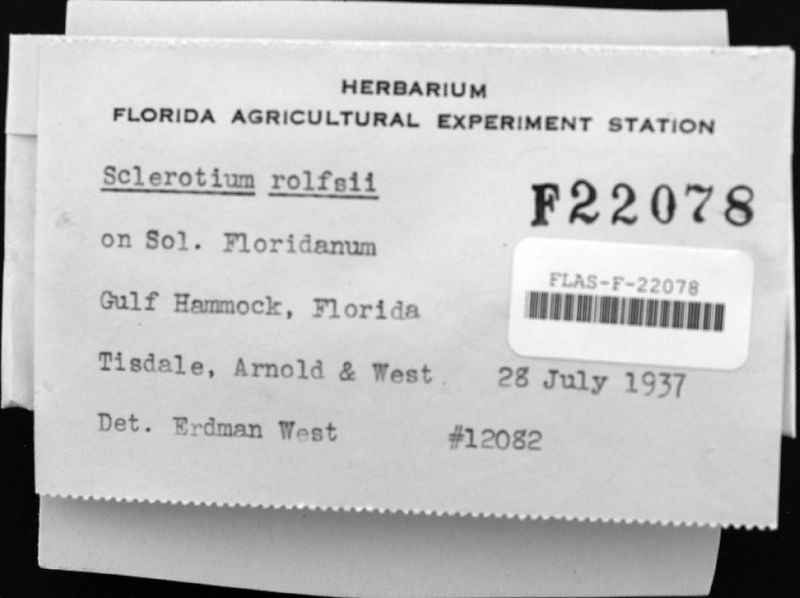 HERBARIUM
FLORIDA AGRICULTURAL EXPERIMENT STATION
Sclerotium rolfsii
F22078
on Sol. Floridanum
FLAS-F-22078
Gulf Hammock, Florida
Tisdale, Arnold & West 28 July 1937
Det. Erdman West #12082